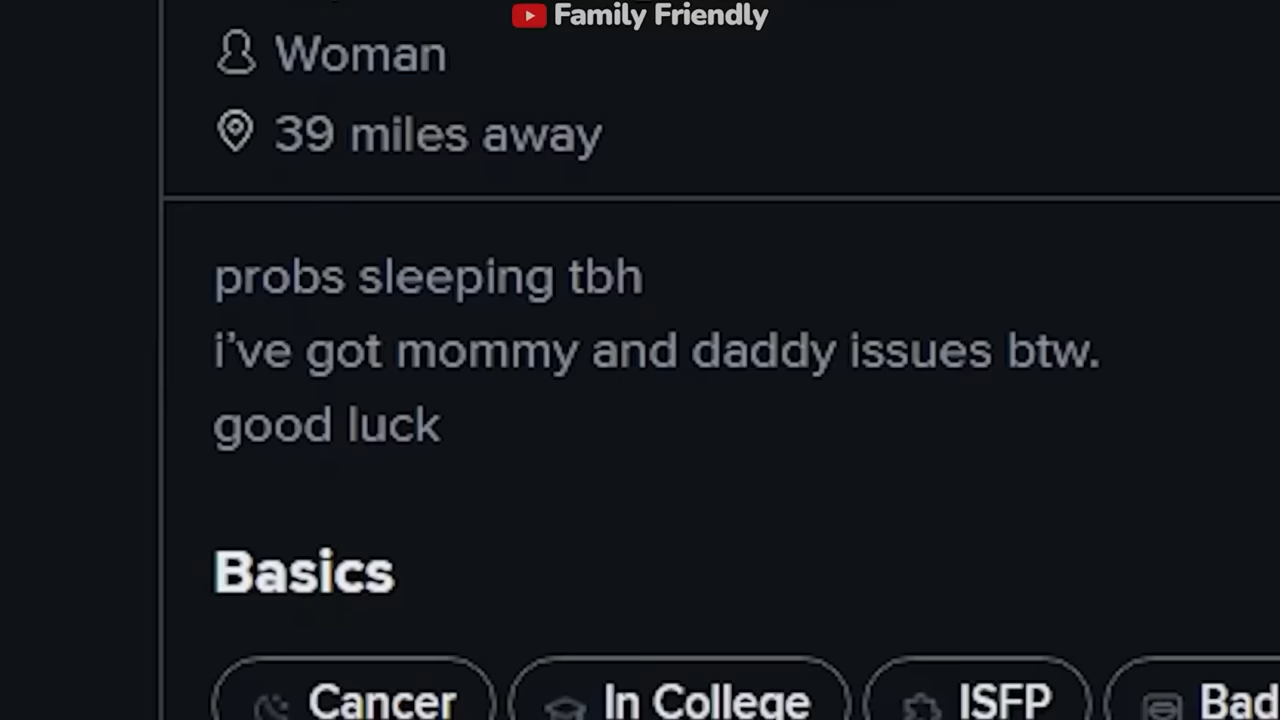 Family Friendly
Woman
39 miles away
probs sleeping tbh
i've got mommy and daddy issues btw.
good luck
Basics
Cancer
In College
ISFP